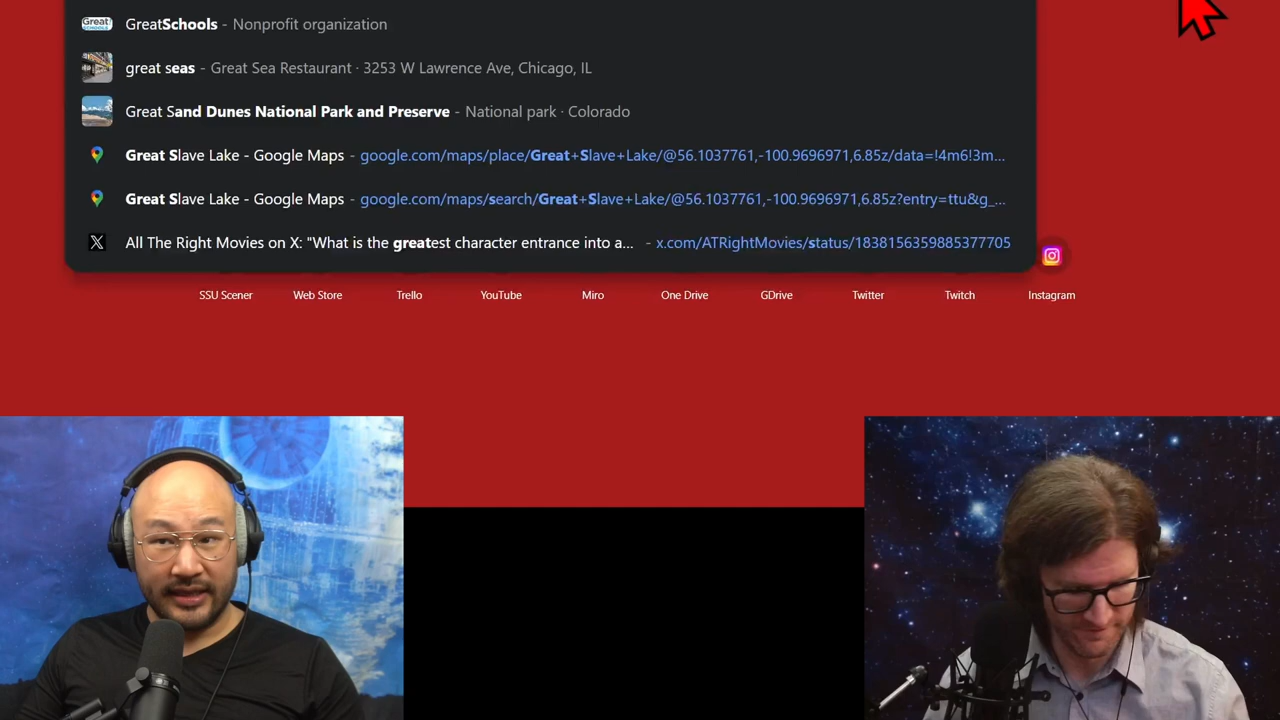 GreatSchools - Nonprofit organization
great seas - Great Sea Restaurant · 3253 W Lawrence Ave, Chicago, IL
Great Sand Dunes National Park and Preserve - National park · Colorado
Great Slave Lake - Google Maps - google.com/maps/place/Great+Slave+Lake/@56.1037761,-100.9696971,6.85z/data=!4m6!3m...
Great Slave Lake - Google Maps - google.com/maps/search/Great+Slave+Lake/@56.1037761,-100.9696971,6.85z?entry=ttu&g_...
All The Right Movies on X: "What is the greatest character entrance into a... - x.com/ATRightMovies/status/1838156359885377705
SSU Scener Web Store Trello YouTube Miro One Drive GDrive Twitter Twitch Instagram